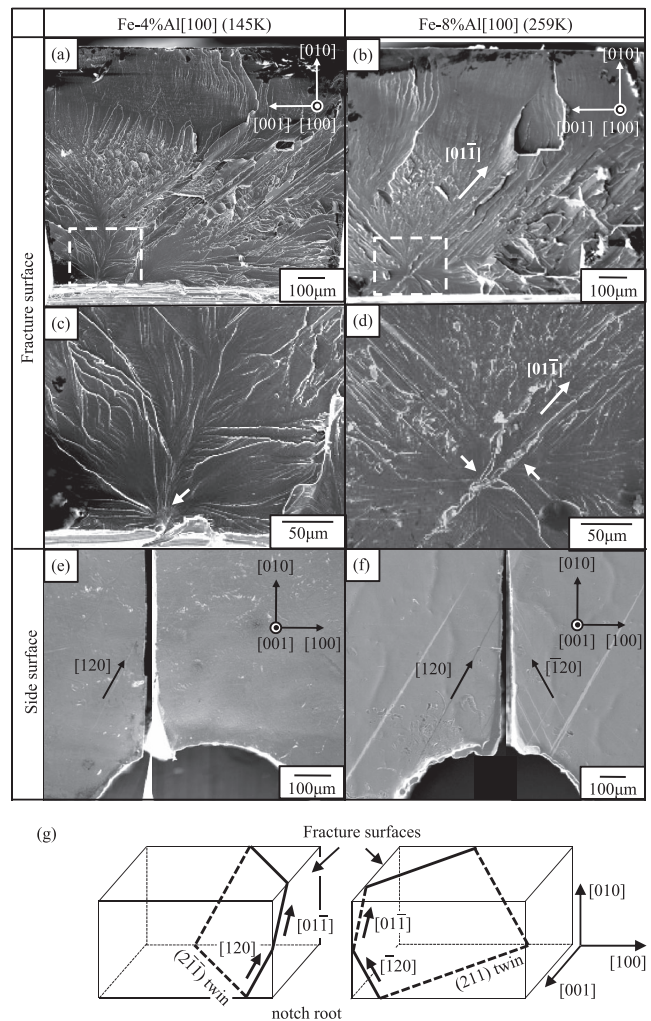 Fe-4%Al[100] (145K)
Fe-8%Al[100] (259K)
Fracture surface
(a)
[010]
[001]
[100]
100μm
(b)
[010]
[001]
[100]
[011̄]
100μm
(c)
50μm
(d)
[011̄]
50μm
Side surface
(e)
[010]
[001]
[100]
[120]
100μm
(f)
[010]
[001]
[100]
[120]
[1̄20]
100μm
(g)
Fracture surfaces
[011̄]
[120]
(21̄1̄) twin
[011̄]
[1̄20]
(211) twin
[010]
[100]
[001]
notch root